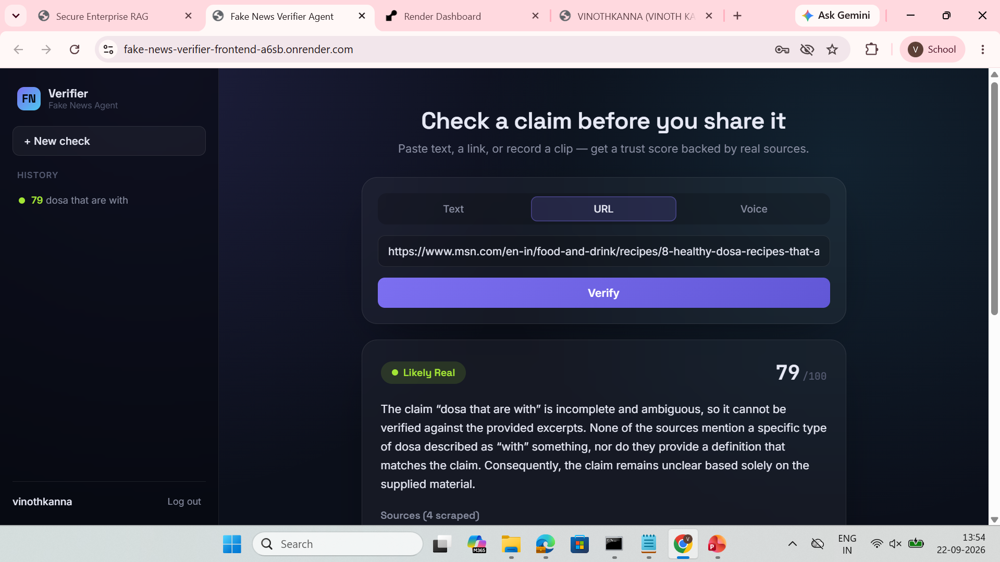 Secure Enterprise RAG
Fake News Verifier Agent
Render Dashboard
VINOTHKANNA (VINOTH KA
Ask Gemini
fake-news-verifier-frontend-a6sb.onrender.com
V
School
FN
Verifier
Fake News Agent
+ New check
HISTORY
79 dosa that are with
vinothkanna
Log out
Check a claim before you share it
Paste text, a link, or record a clip — get a trust score backed by real sources.
Text
URL
Voice
https://www.msn.com/en-in/food-and-drink/recipes/8-healthy-dosa-recipes-that-a
Verify
Likely Real
79 /100
The claim “dosa that are with” is incomplete and ambiguous, so it cannot be
verified against the provided excerpts. None of the sources mention a specific type
of dosa described as “with” something, nor do they provide a definition that
matches the claim. Consequently, the claim remains unclear based solely on the
supplied material.
Sources (4 scraped)
Search
M365
V
P
ENG
IN
13:54
22-09-2026